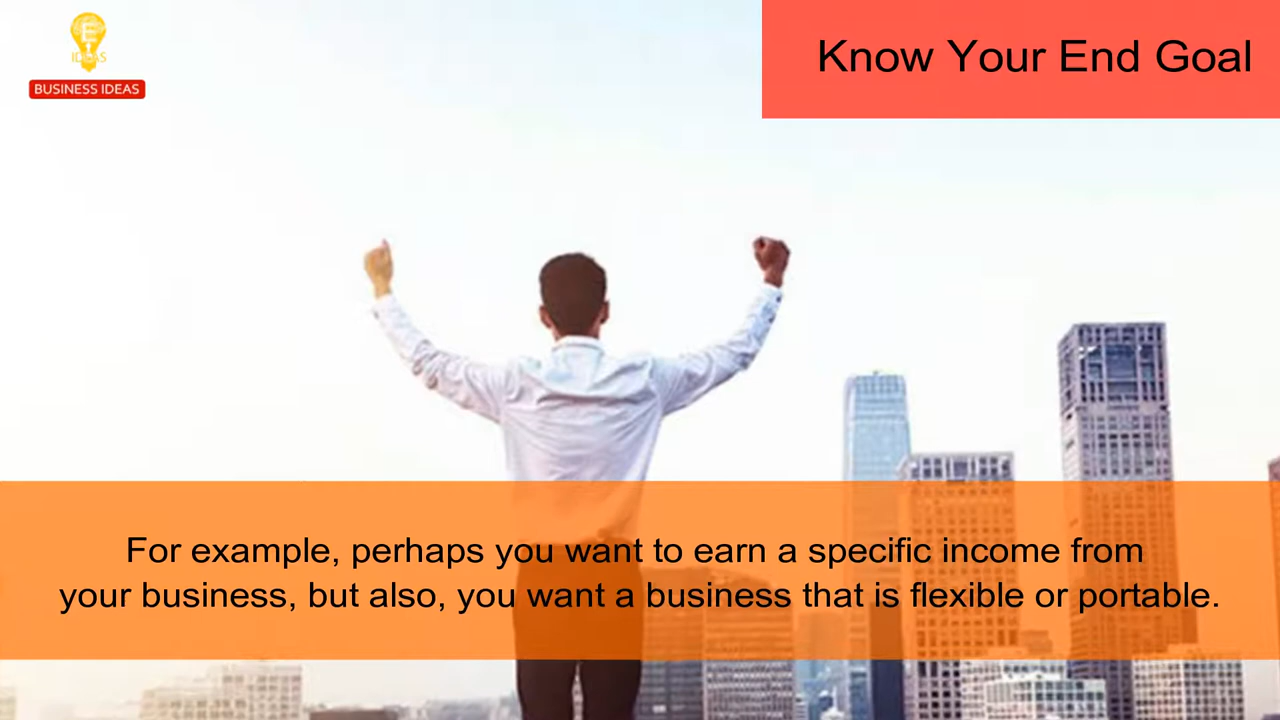 E
IDEAS
BUSINESS IDEAS
Know Your End Goal
For example, perhaps you want to earn a specific income from
your business, but also, you want a business that is flexible or portable.